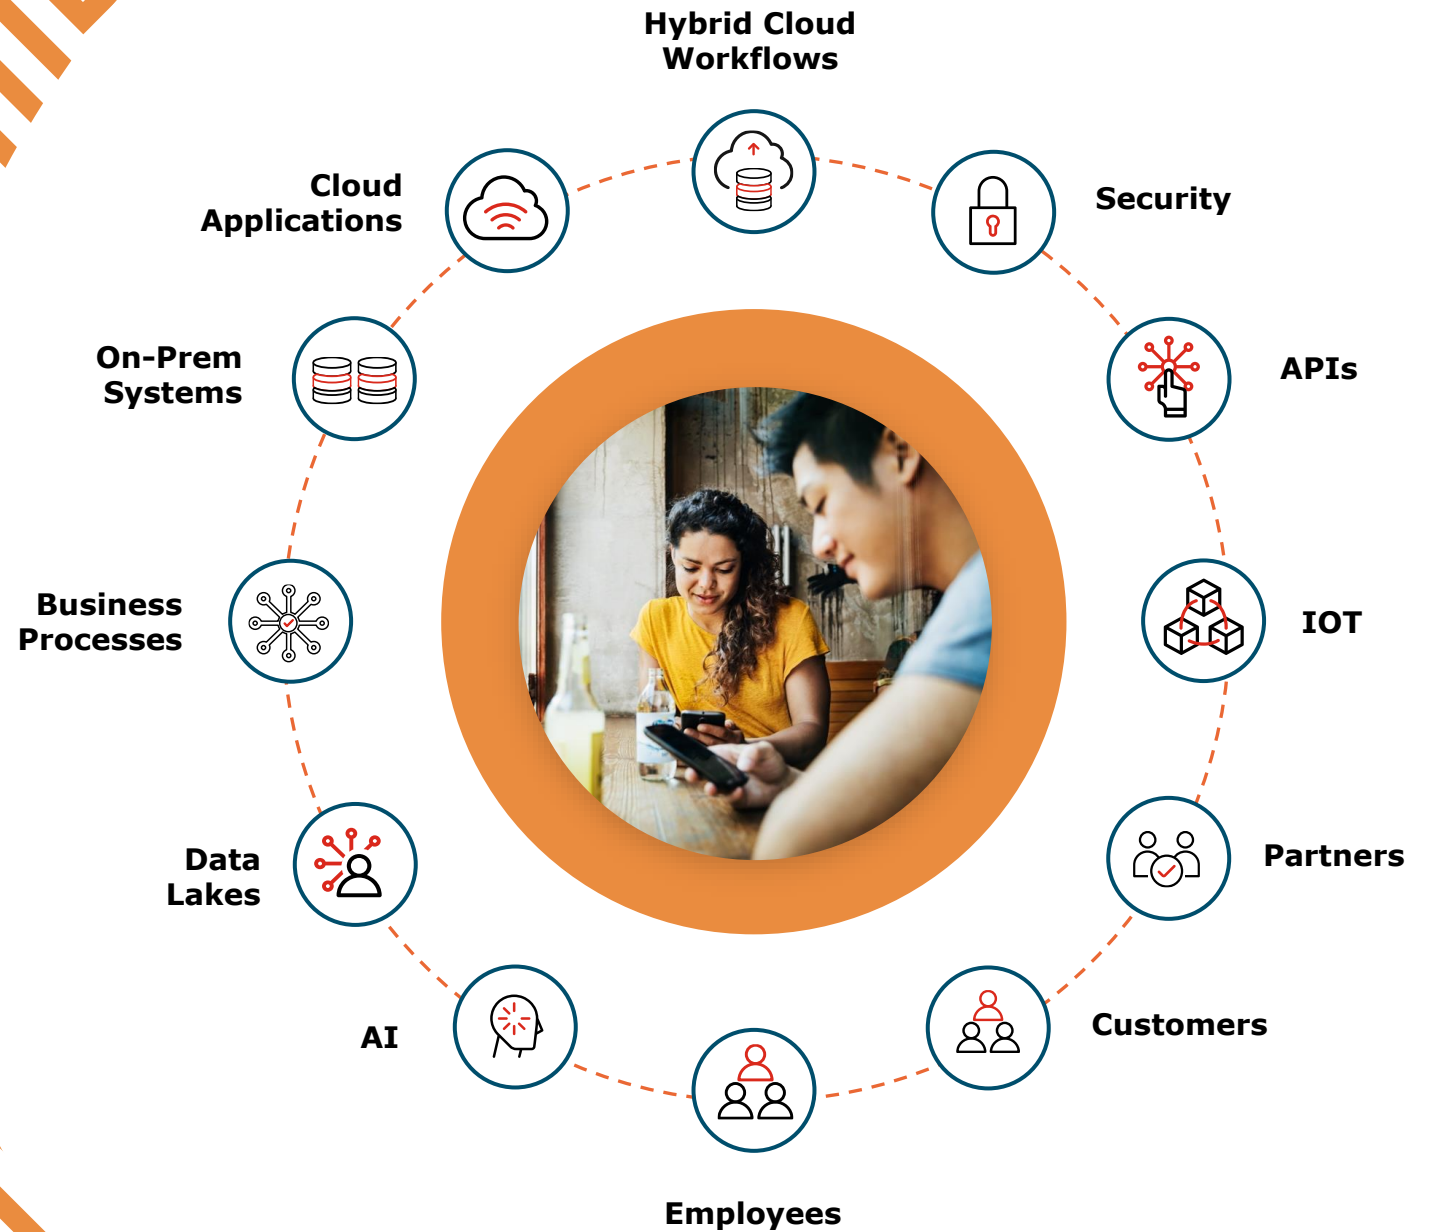 Hybrid Cloud
Workflows
Security
APIs
IOT
Partners
Customers
Employees
AI
Data
Lakes
Business
Processes
On-Prem
Systems
Cloud
Applications